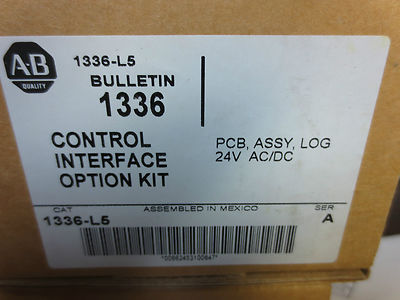 AB
QUALITY
1336-L5
BULLETIN
1336
CONTROL
INTERFACE
OPTION KIT
PCB, ASSY, LOG
24V AC/DC
CAT
ASSEMBLED IN MEXICO
SER
1336-L5
A